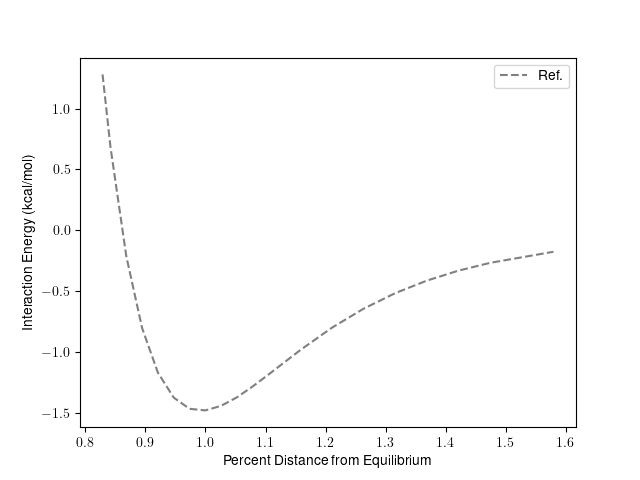 Ref.
1.0
0.5
0.0
−0.5
−1.0
−1.5
Interaction Energy (kcal/mol)
0.8 0.9 1.0 1.1 1.2 1.3 1.4 1.5 1.6
Percent Distance from Equilibrium